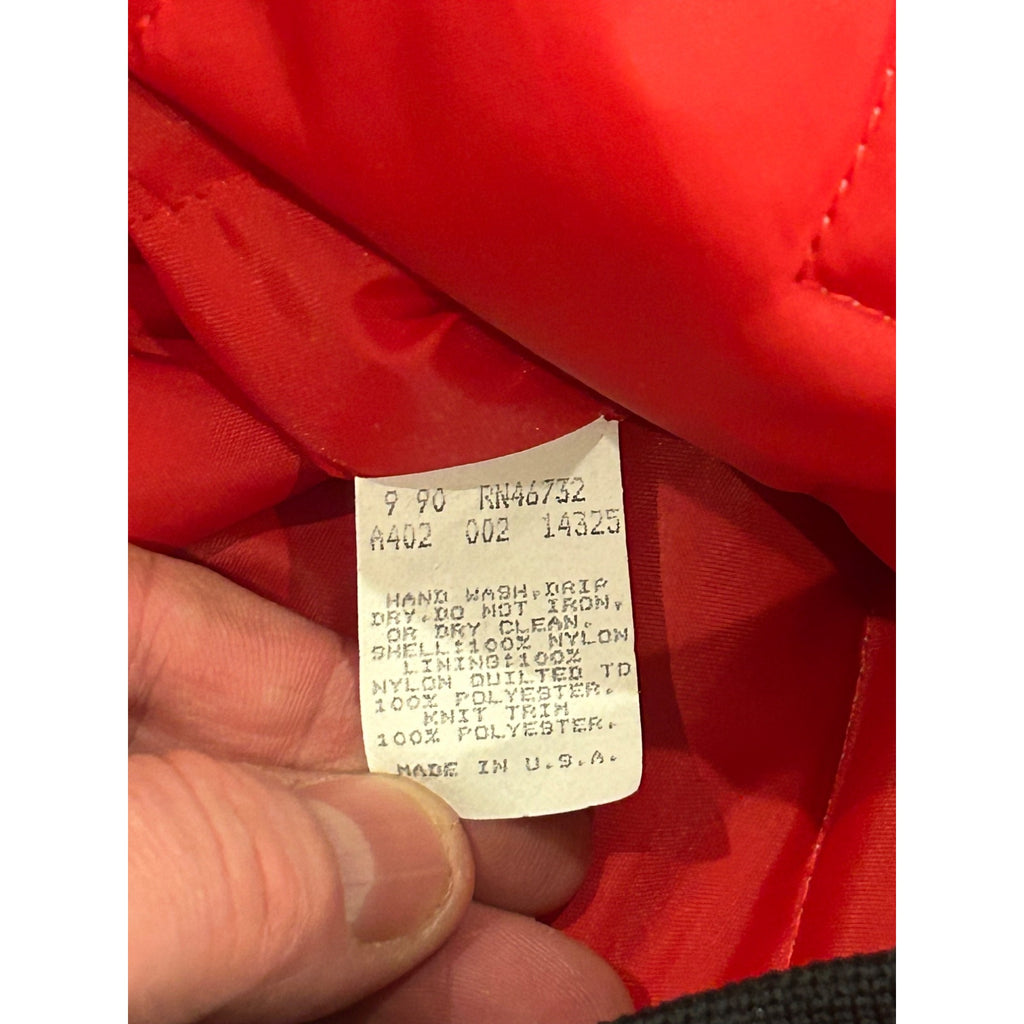 9 90 RN46732
A402 002 14325
HAND WASH,DRIP
DRY.DO NOT IRON,
OR DRY CLEAN.
SHELL:100% NYLON
LINING:100%
NYLON QUILTED TO
100% POLYESTER.
KNIT TRIM
100% POLYESTER.
MADE IN U.S.A.